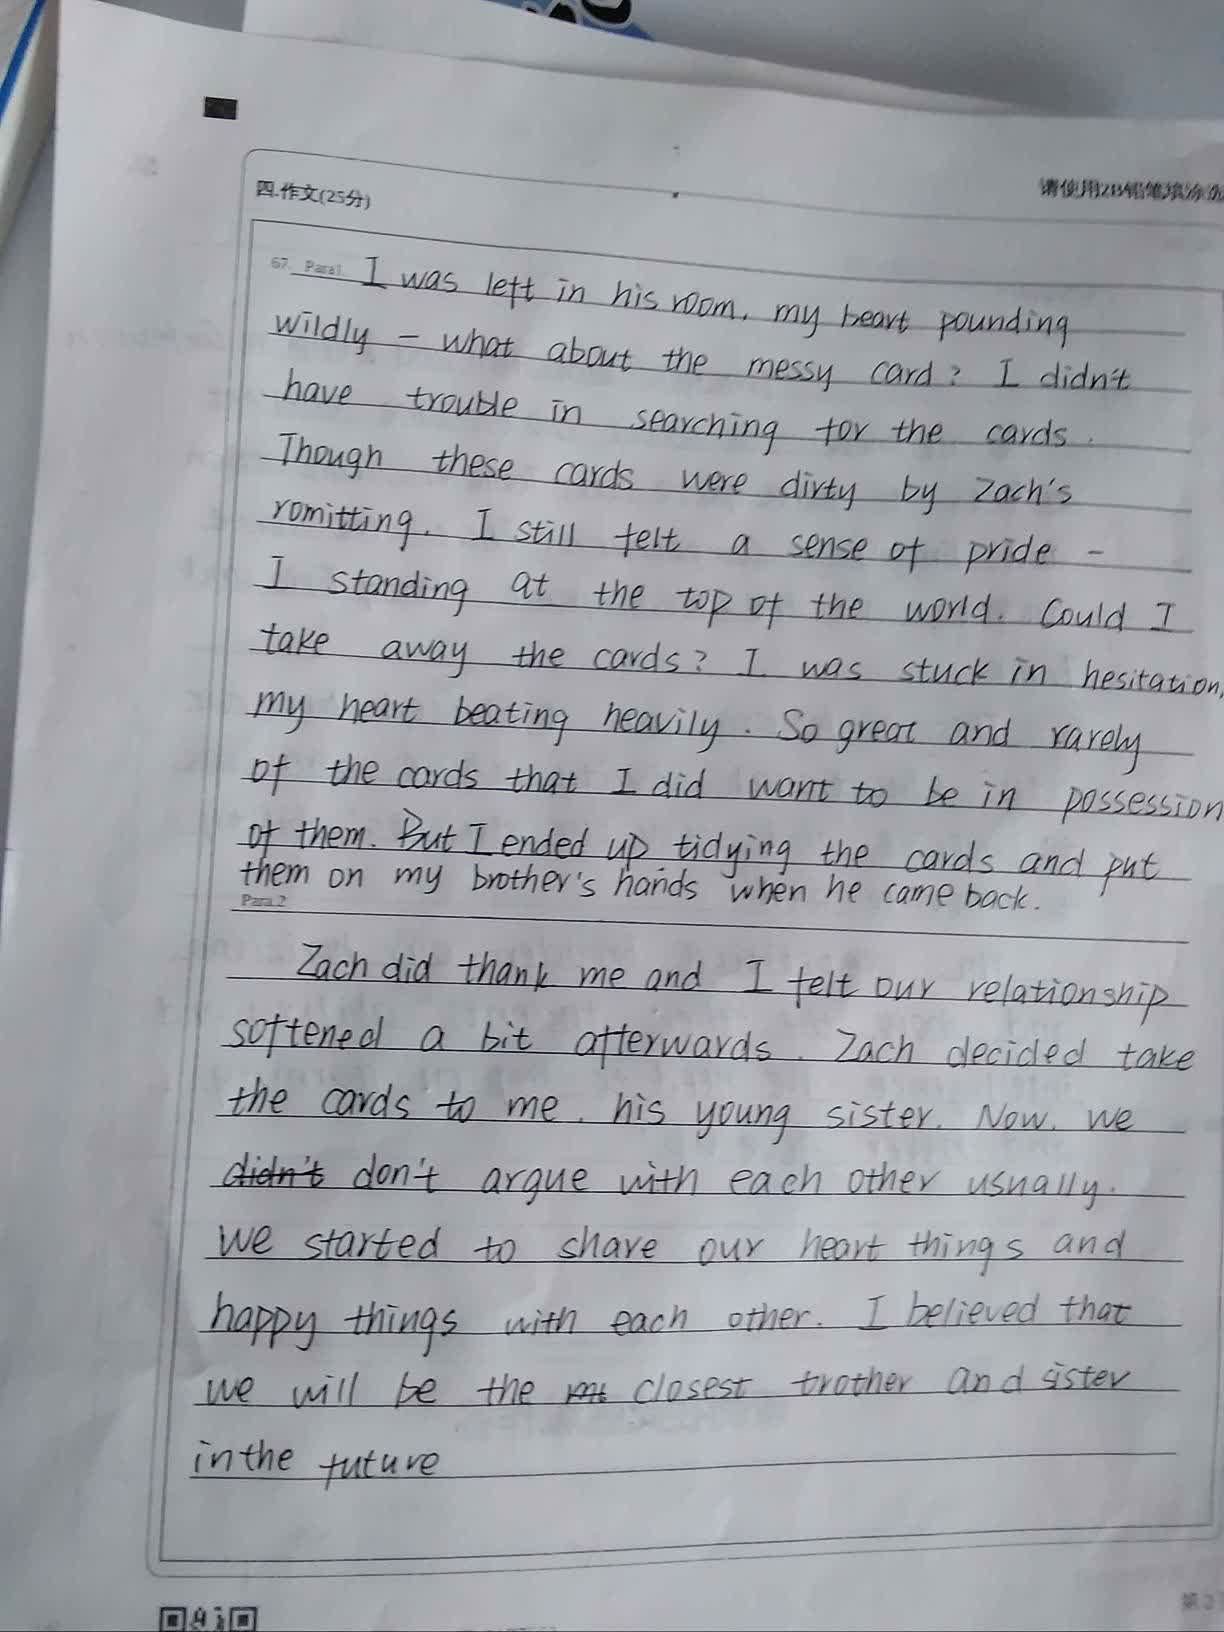 四.作文(25分)
请使用2B铅笔填涂
67. Para1. I was left in his room, my heart pounding
wildly – what about the messy card? I didn't
have trouble in searching for the cards.
Though these cards were dirty by Zach's
romitting. I still felt a sense of pride –
I standing at the top of the world. Could I
take away the cards? I was stuck in hesitation,
my heart beating heavily. So great and rarely
of the cards that I did want to be in possession
of them. But I ended up tidying the cards and put
them on my brother's hands when he came back.
Para.2
Zach did thank me and I felt our relationship
softened a bit afterwards. Zach decided take
the cards to me, his young sister. Now, we
didn't don't argue with each other usually.
We started to share our heart things and
happy things with each other. I believed that
we will be the closest brother and sister
in the future
第2